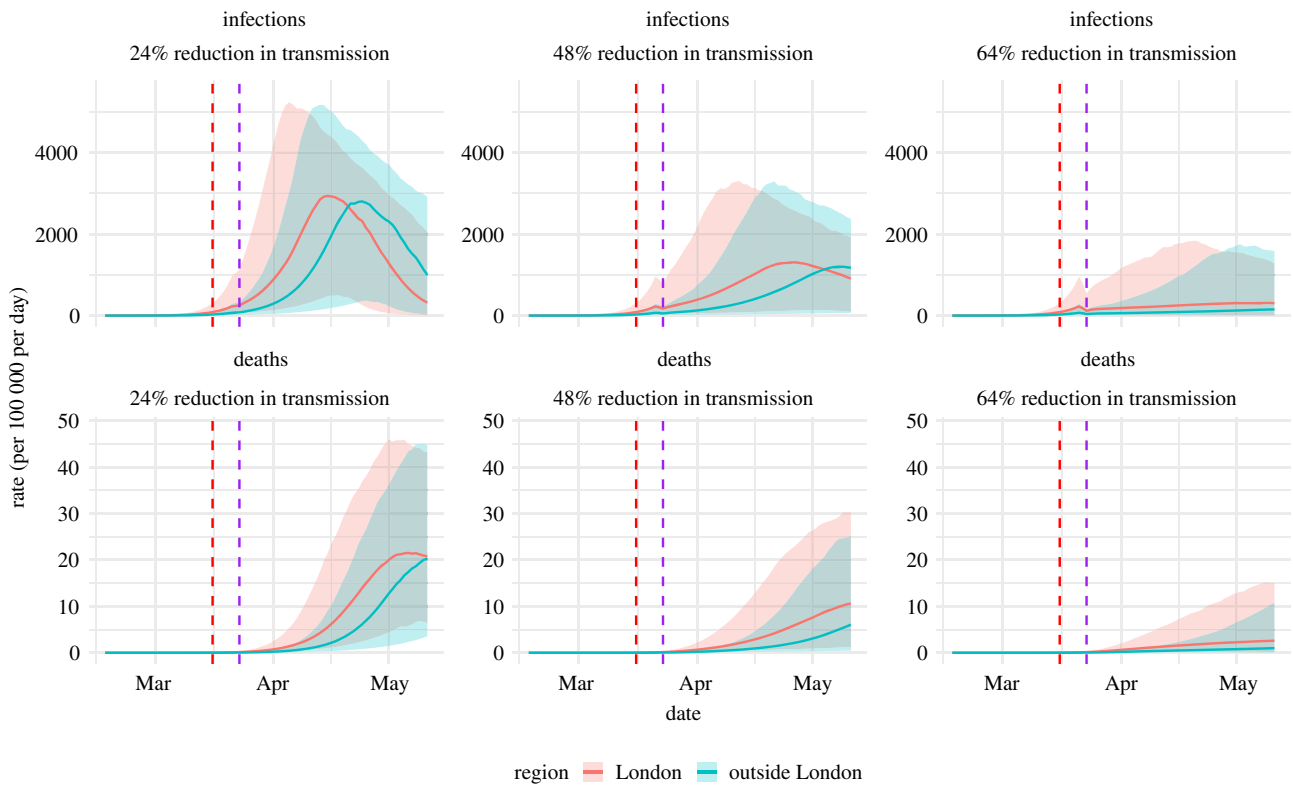 infections
infections
infections
24% reduction in transmission
48% reduction in transmission
64% reduction in transmission
4000
2000
0
4000
2000
0
4000
2000
0
rate (per 100 000 per day)
deaths
deaths
deaths
24% reduction in transmission
48% reduction in transmission
64% reduction in transmission
50
40
30
20
10
0
50
40
30
20
10
0
50
40
30
20
10
0
Mar
Apr
May
Mar
Apr
May
Mar
Apr
May
date
region
London
outside London